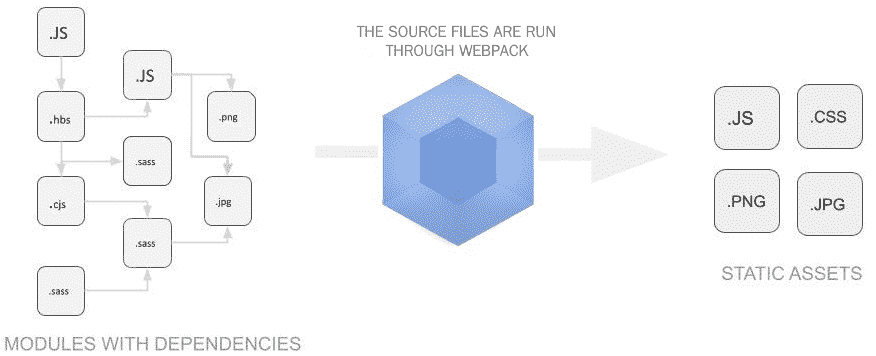 .JS
THE SOURCE FILES ARE RUN
THROUGH WEBPACK
.JS
.hbs
.png
.sass
.cjs
.jpg
.sass
.sass
MODULES WITH DEPENDENCIES
.JS
.CSS
.PNG
.JPG
STATIC ASSETS